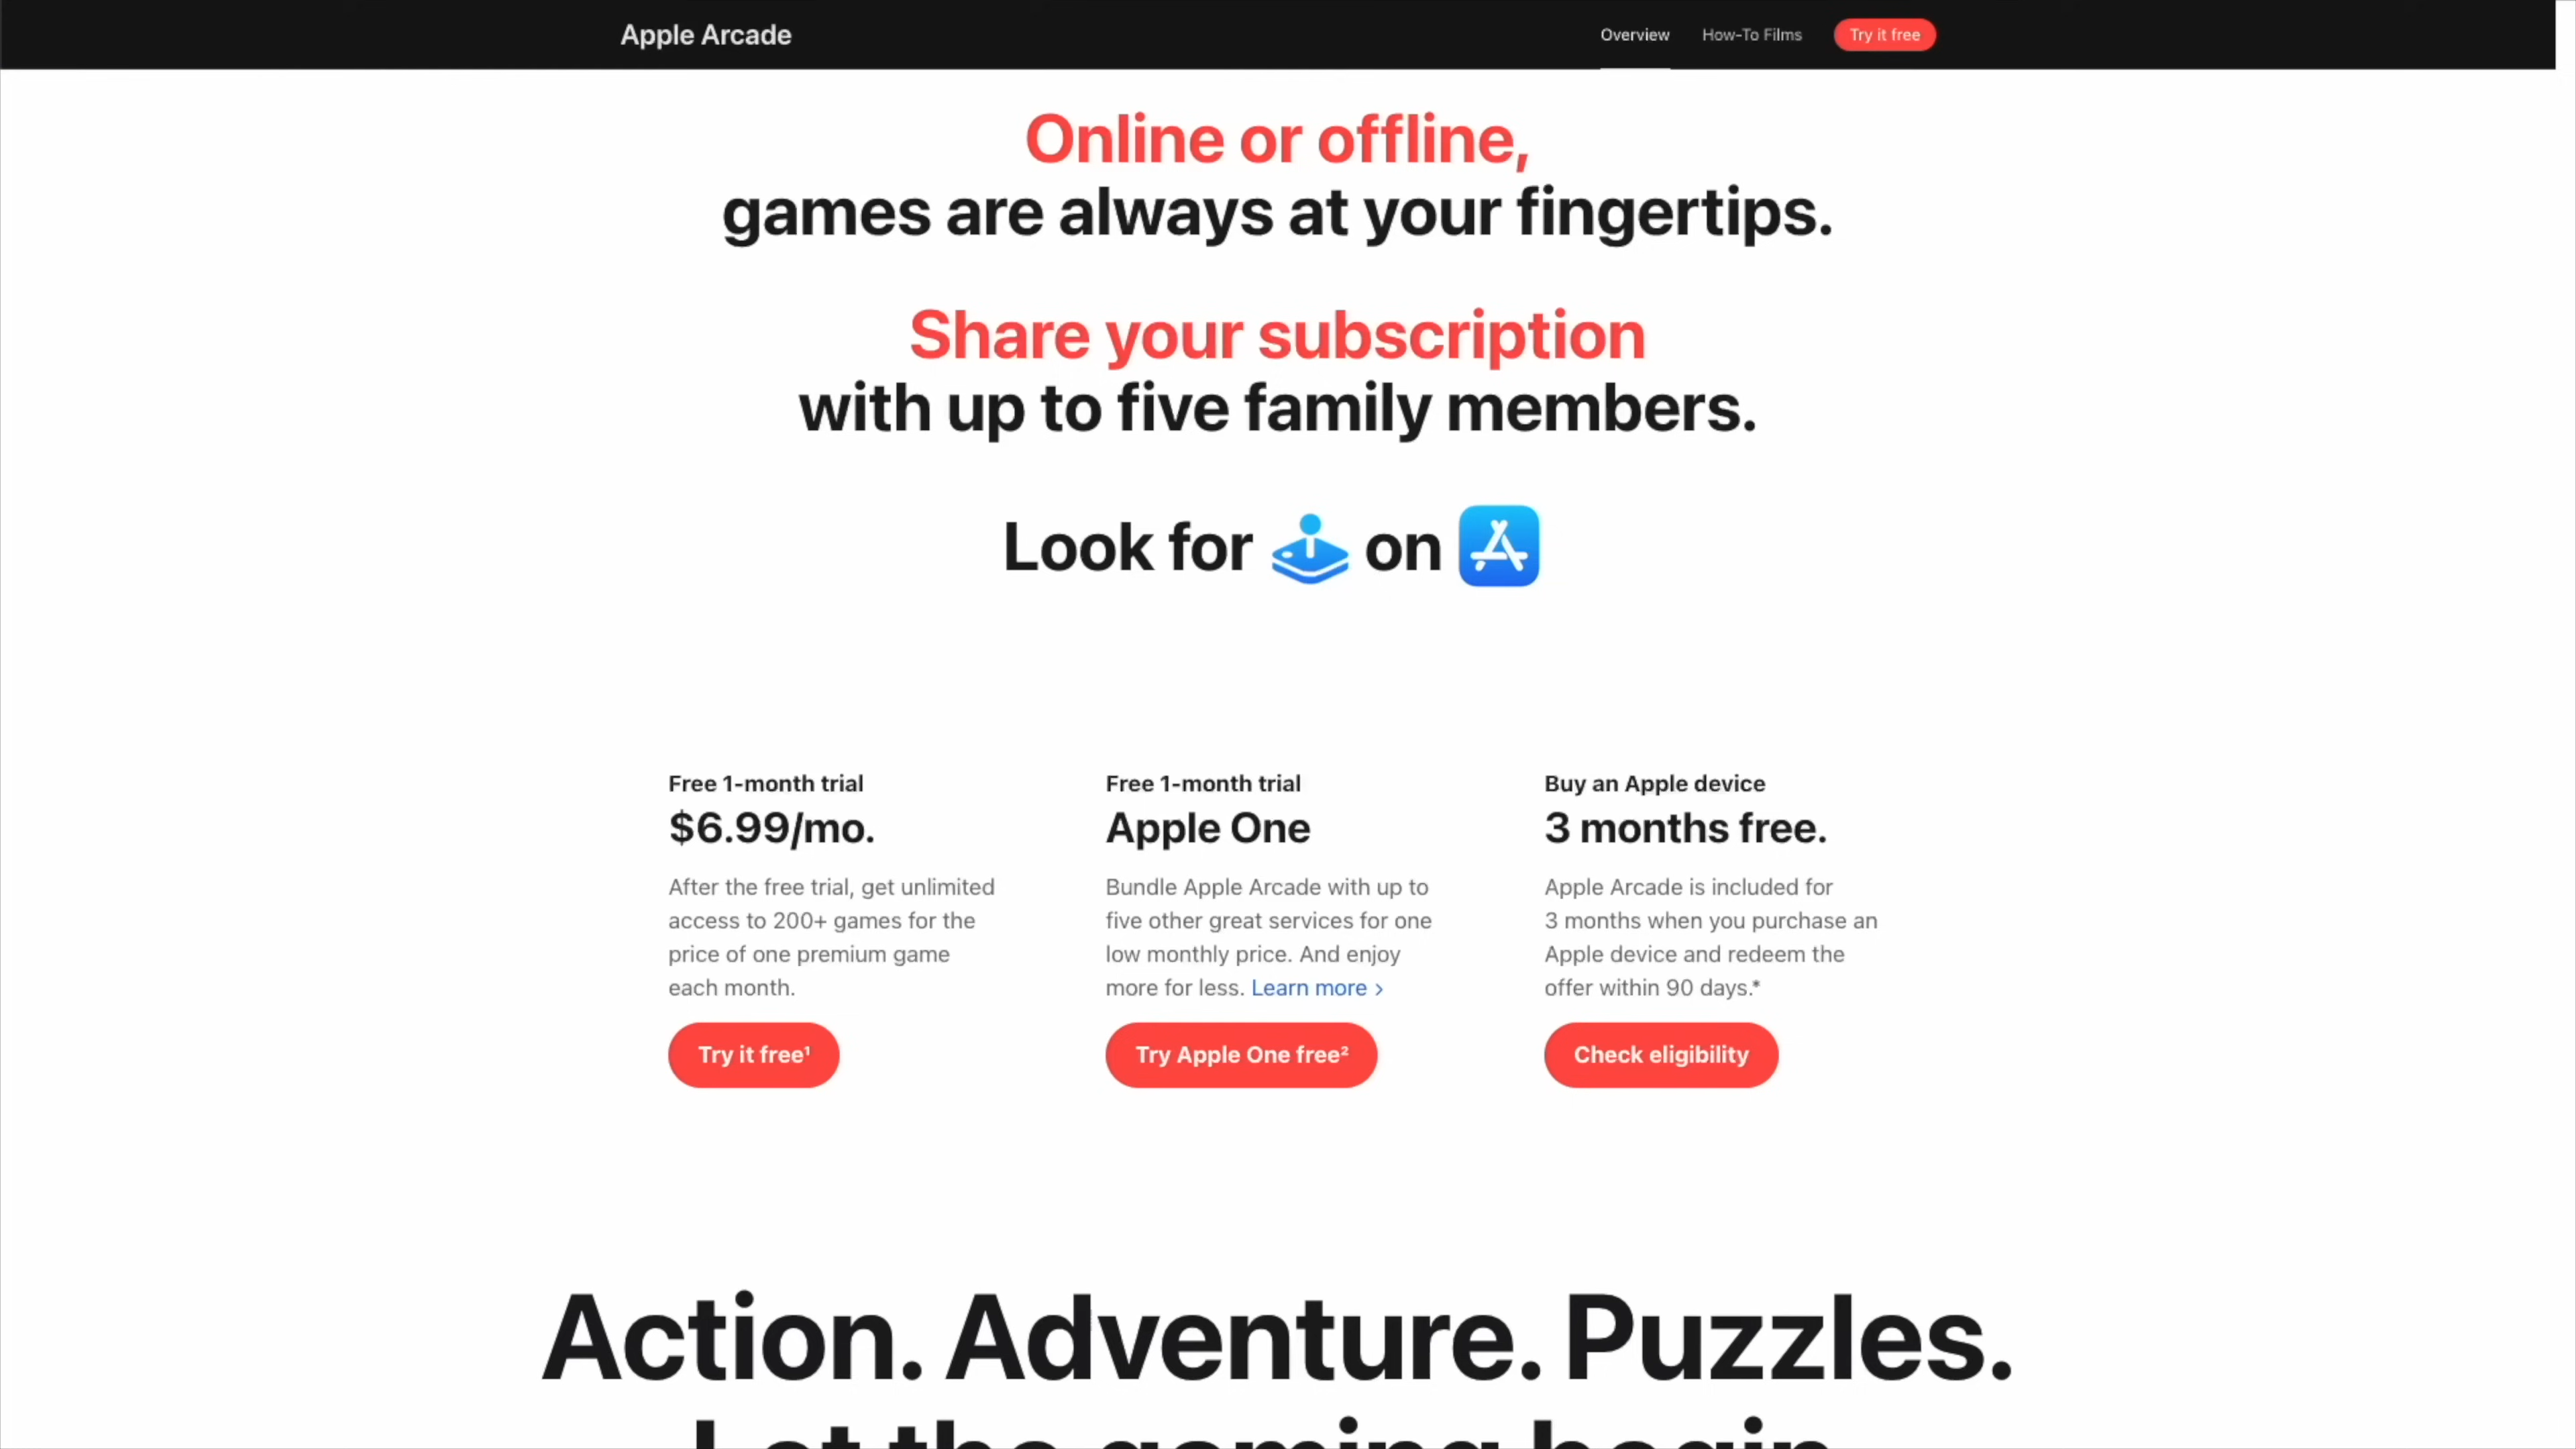 Apple Arcade
Overview
How-To Films
Try it free
Online or offline,
games are always at your fingertips.
Share your subscription
with up to five family members.
Look for on
Free 1-month trial
$6.99/mo.
After the free trial, get unlimited
access to 200+ games for the
price of one premium game
each month.
Try it free¹
Free 1-month trial
Apple One
Bundle Apple Arcade with up to
five other great services for one
low monthly price. And enjoy
more for less. Learn more >
Try Apple One free²
Buy an Apple device
3 months free.
Apple Arcade is included for
3 months when you purchase an
Apple device and redeem the
offer within 90 days.*
Check eligibility
Action. Adventure. Puzzles.
Let the gaming begin